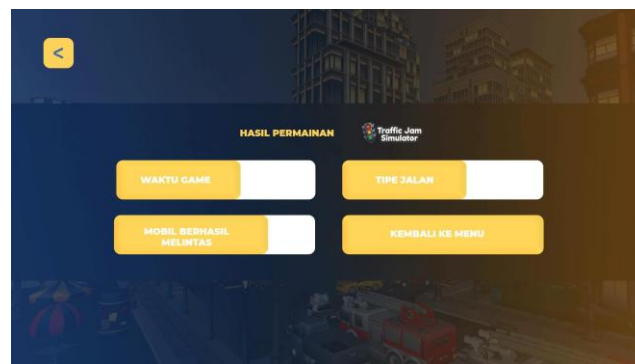 <
HASIL PERMAINAN
Traffic Jam
Simulator
WAKTU GAME
TIPE JALAN
MOBIL BERHASIL
MELINTAS
KEMBALI KE MENU